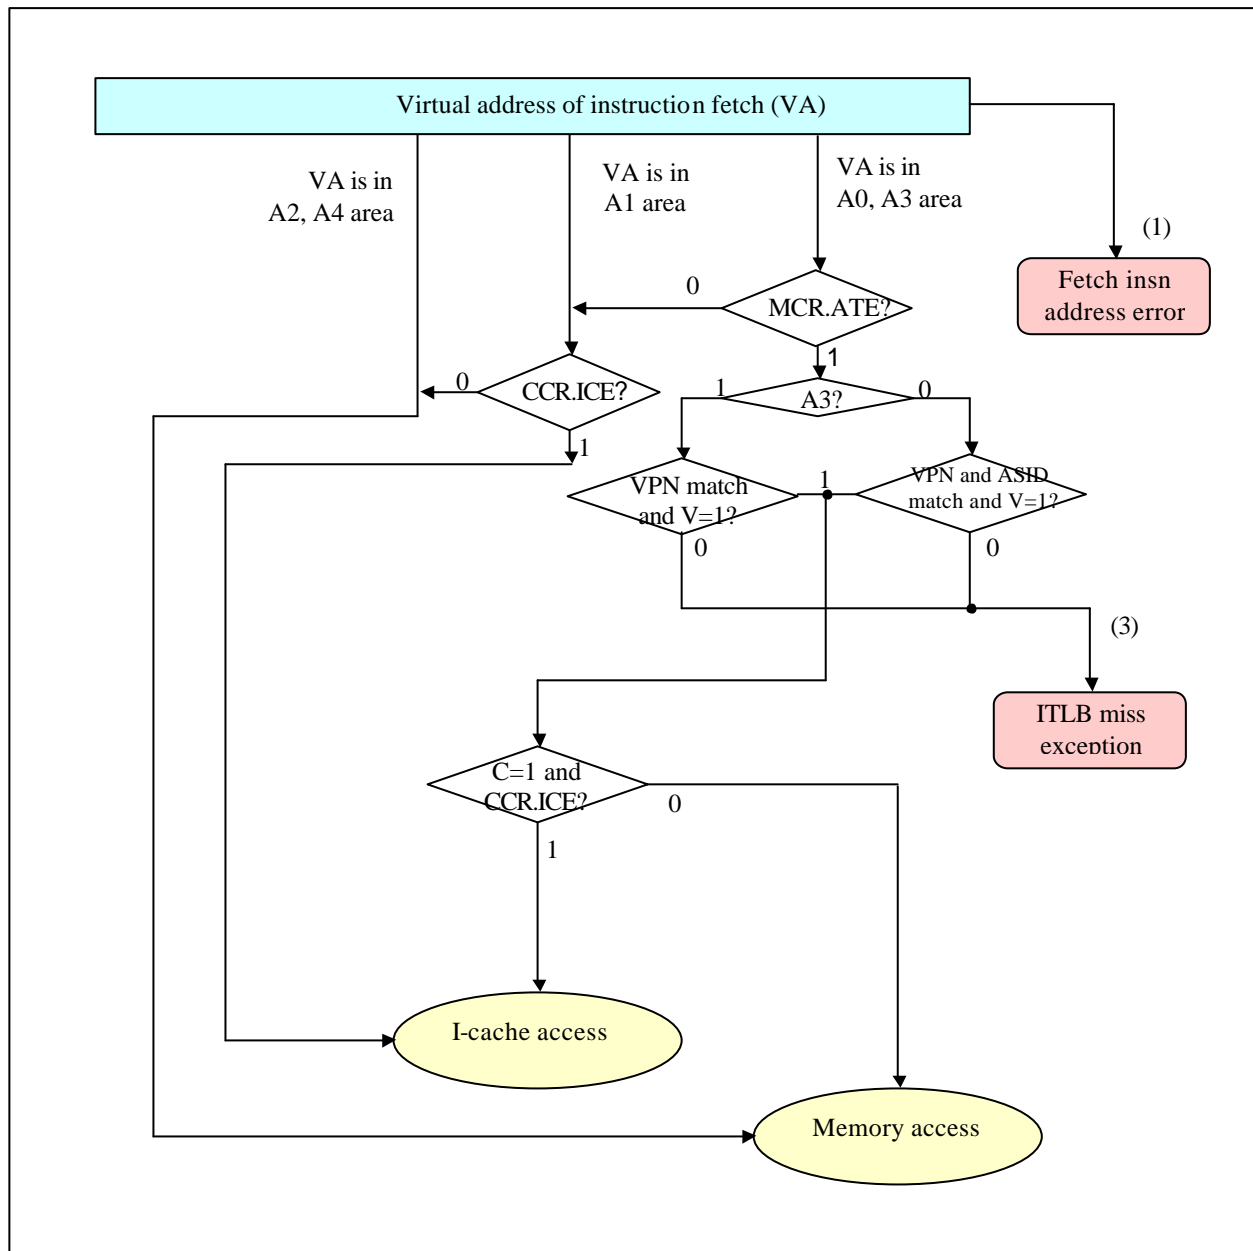 Virtual address of instruction fetch (VA)
VA is in
A2, A4 area
VA is in
A1 area
VA is in
A0, A3 area
(1)
Fetch insn
address error
0
MCR.ATE?
1
0
CCR.ICE?
1
1
A3?
0
VPN match
and V=1?
1
VPN and ASID
match and V=1?
0
0
(3)
ITLB miss
exception
C=1 and
CCR.ICE?
0
1
I-cache access
Memory access